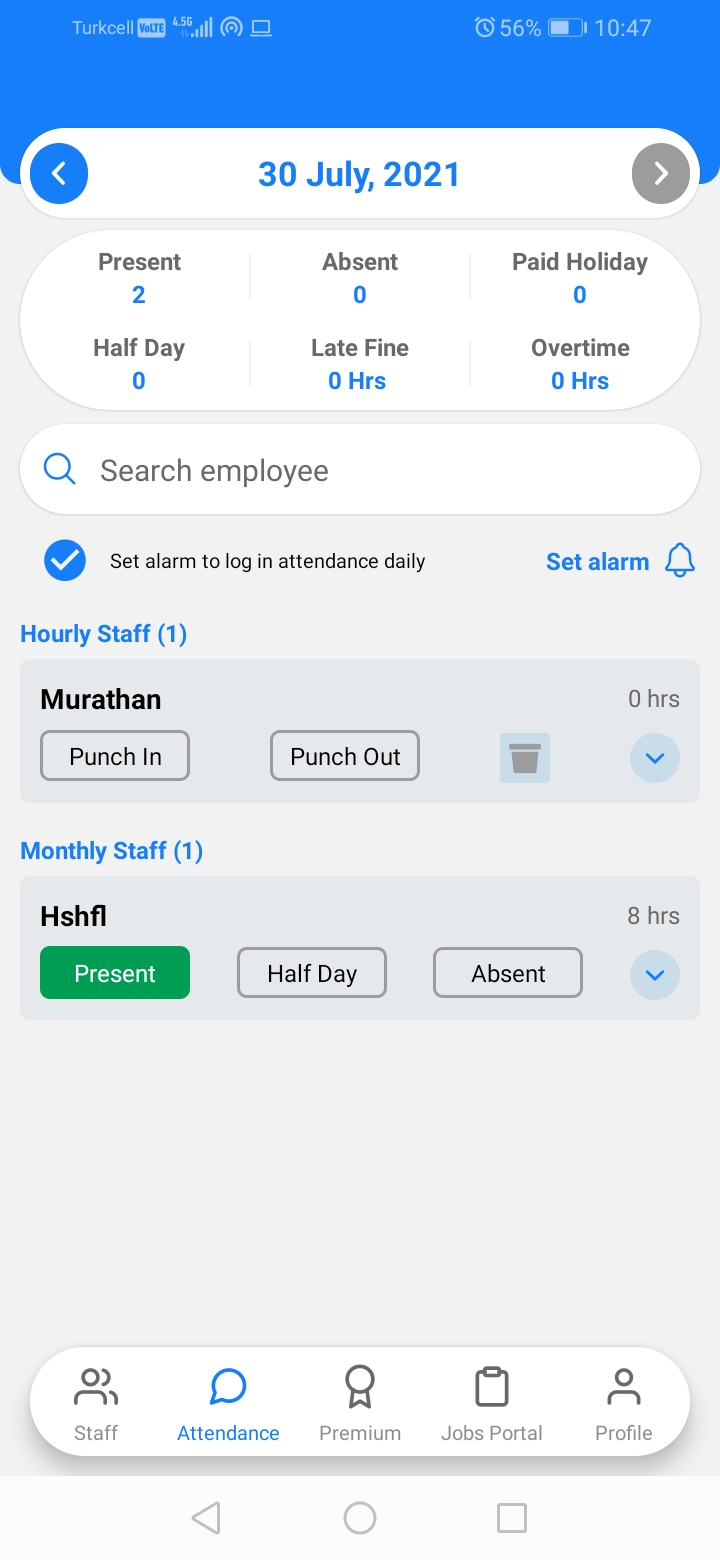 Turkcell VoLTE 4.5G 56% 10:47
30 July, 2021
Present Absent Paid Holiday
2 0 0
Half Day Late Fine Overtime
0 0 Hrs 0 Hrs
Search employee
Set alarm to log in attendance daily Set alarm
Hourly Staff (1)
Murathan 0 hrs
Punch In Punch Out
Monthly Staff (1)
Hshfl 8 hrs
Present Half Day Absent
Staff Attendance Premium Jobs Portal Profile